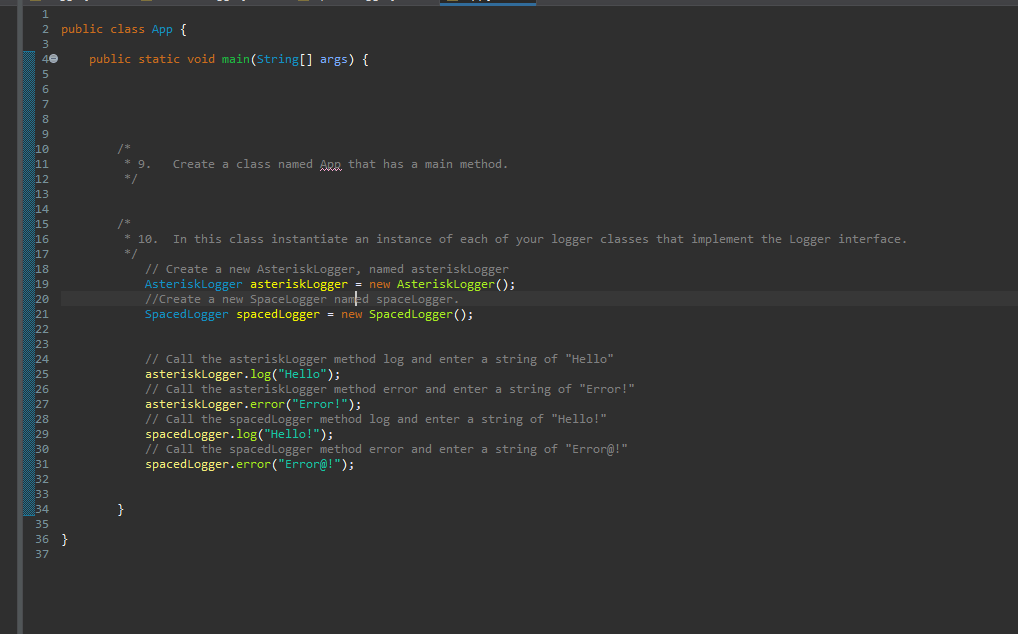 1
2 public class App {
3
4 public static void main(String[] args) {
5
6
7
8
9
10 /*
11 * 9. Create a class named App that has a main method.
12 */
13
14
15 /*
16 * 10. In this class instantiate an instance of each of your logger classes that implement the Logger interface.
17 */
18 // Create a new AsteriskLogger, named asteriskLogger
19 AsteriskLogger asteriskLogger = new AsteriskLogger();
20 //Create a new SpaceLogger named spaceLogger.
21 SpacedLogger spacedLogger = new SpacedLogger();
22
23
24 // Call the asteriskLogger method log and enter a string of "Hello"
25 asteriskLogger.log("Hello");
26 // Call the asteriskLogger method error and enter a string of "Error!"
27 asteriskLogger.error("Error!");
28 // Call the spacedLogger method log and enter a string of "Hello!"
29 spacedLogger.log("Hello!");
30 // Call the spacedLogger method error and enter a string of "Error@!"
31 spacedLogger.error("Error@!");
32
33
34 }
35
36 }
37